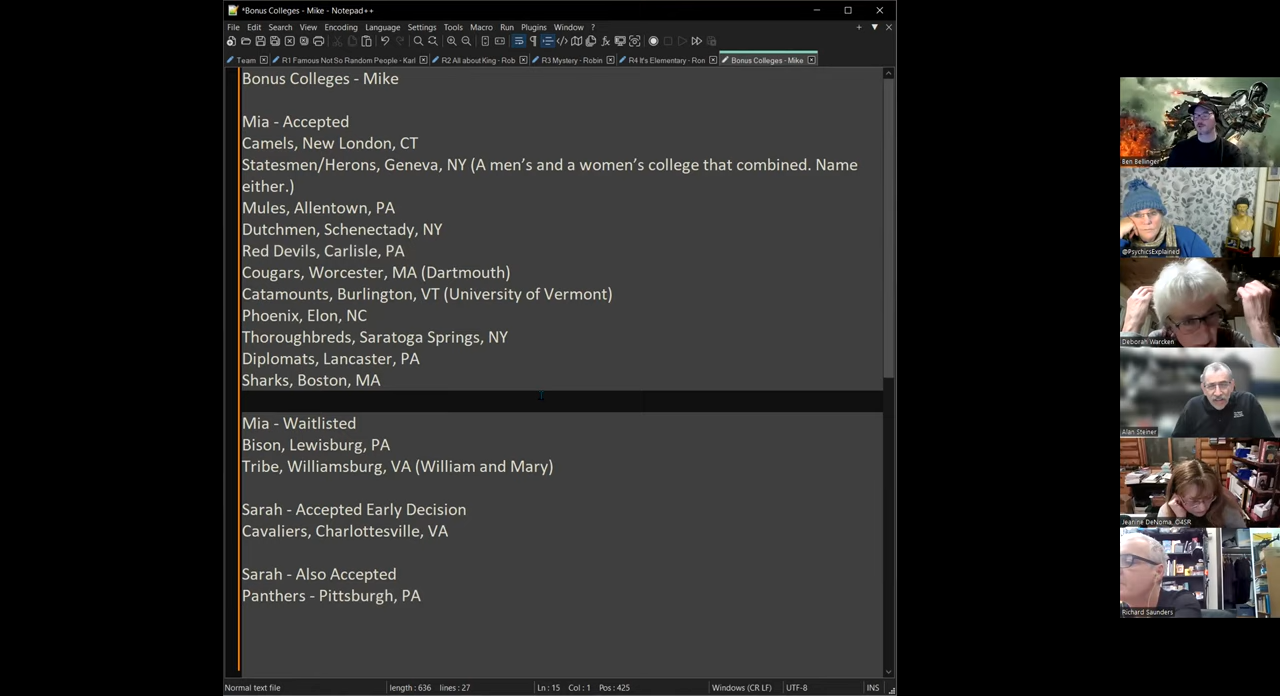 *Bonus Colleges - Mike - Notepad++
File Edit Search View Encoding Language Settings Tools Macro Run Plugins Window ?
Team R1 Famous Not So Random People - Karl R2 All about King - Rob R3 Mystery - Robin R4 It's Elementary - Ron Bonus Colleges - Mike
Bonus Colleges - Mike
Mia - Accepted
Camels, New London, CT
Statesmen/Herons, Geneva, NY (A men's and a women's college that combined. Name
either.)
Mules, Allentown, PA
Dutchmen, Schenectady, NY
Red Devils, Carlisle, PA
Cougars, Worcester, MA (Dartmouth)
Catamounts, Burlington, VT (University of Vermont)
Phoenix, Elon, NC
Thoroughbreds, Saratoga Springs, NY
Diplomats, Lancaster, PA
Sharks, Boston, MA
Mia - Waitlisted
Bison, Lewisburg, PA
Tribe, Williamsburg, VA (William and Mary)
Sarah - Accepted Early Decision
Cavaliers, Charlottesville, VA
Sarah - Also Accepted
Panthers - Pittsburgh, PA
Normal text file length : 636 lines : 27 Ln : 15 Col : 1 Pos : 425 Windows (CR LF) UTF-8 INS
Ben Bellinger
@PsychicsExplained
Deborah Warcken
Alan Steiner
Jeanine DeNoma, O4SR
Richard Saunders